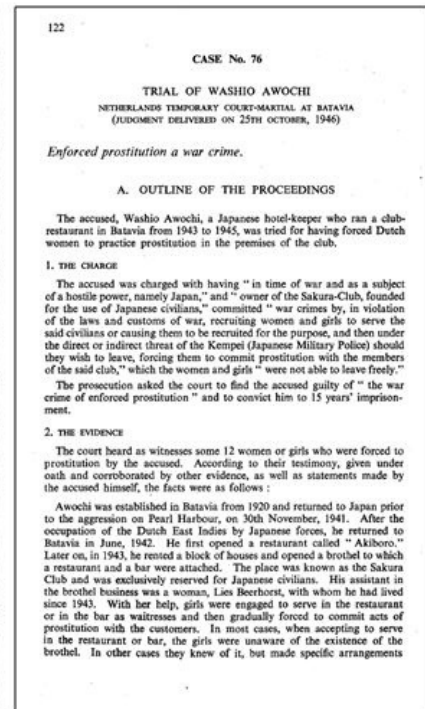 122
CASE No. 76
TRIAL OF WASHIO AWOCHI
NETHERLANDS TEMPORARY COURT-MARTIAL AT BATAVIA
(JUDGMENT DELIVERED ON 25TH OCTOBER, 1946)
Enforced prostitution a war crime.
A. OUTLINE OF THE PROCEEDINGS
The accused, Washio Awochi, a Japanese hotel-keeper who ran a club-
restaurant in Batavia from 1943 to 1945, was tried for having forced Dutch
women to practice prostitution in the premises of the club.
1. THE CHARGE
The accused was charged with having " in time of war and as a subject
of a hostile power, namely Japan," and " owner of the Sakura-Club, founded
for the use of Japanese civilians," committed " war crimes by, in violation
of the laws and customs of war, recruiting women and girls to serve the
said civilians or causing them to be recruited for the purpose, and then under
the direct or indirect threat of the Kempei (Japanese Military Police) should
they wish to leave, forcing them to commit prostitution with the members
of the said club," which the women and girls " were not able to leave freely."
The prosecution asked the court to find the accused guilty of " the war
crime of enforced prostitution " and to convict him to 15 years' imprison-
ment.
2. THE EVIDENCE
The court heard as witnesses some 12 women or girls who were forced to
prostitution by the accused. According to their testimony, given under
oath and corroborated by other evidence, as well as statements made by
the accused himself, the facts were as follows :
Awochi was established in Batavia from 1920 and returned to Japan prior
to the aggression on Pearl Harbour, on 30th November, 1941. After the
occupation of the Dutch East Indies by Japanese forces, he returned to
Batavia in June, 1942. He first opened a restaurant called " Akiboro."
Later on, in 1943, he rented a block of houses and opened a brothel to which
a restaurant and a bar were attached. The place was known as the Sakura
Club and was exclusively reserved for Japanese civilians. His assistant in
the brothel business was a woman, Lies Beerhorst, with whom he had lived
since 1943. With her help, girls were engaged to serve in the restaurant
or in the bar as waitresses and then gradually forced to commit acts of
prostitution with the customers. In most cases, when accepting to serve
in the restaurant or bar, the girls were unaware of the existence of the
brothel. In other cases they knew of it, but made specific arrangements